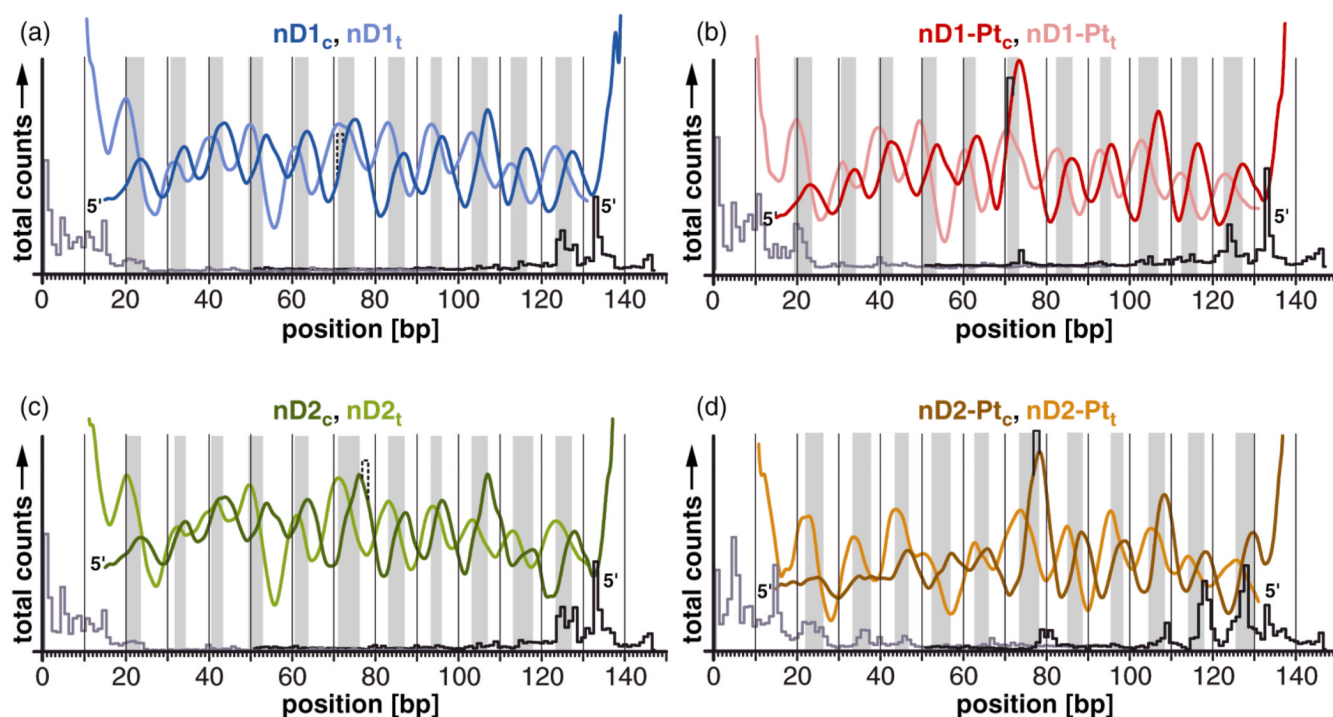 (a)
nD1c, nD1t
total counts
5'
5'
0 20 40 60 80 100 120 140
position [bp]
(b)
nD1-Ptc, nD1-Ptt
total counts
5'
5'
0 20 40 60 80 100 120 140
position [bp]
(c)
nD2c, nD2t
total counts
5'
5'
0 20 40 60 80 100 120 140
position [bp]
(d)
nD2-Ptc, nD2-Ptt
total counts
5'
5'
0 20 40 60 80 100 120 140
position [bp]